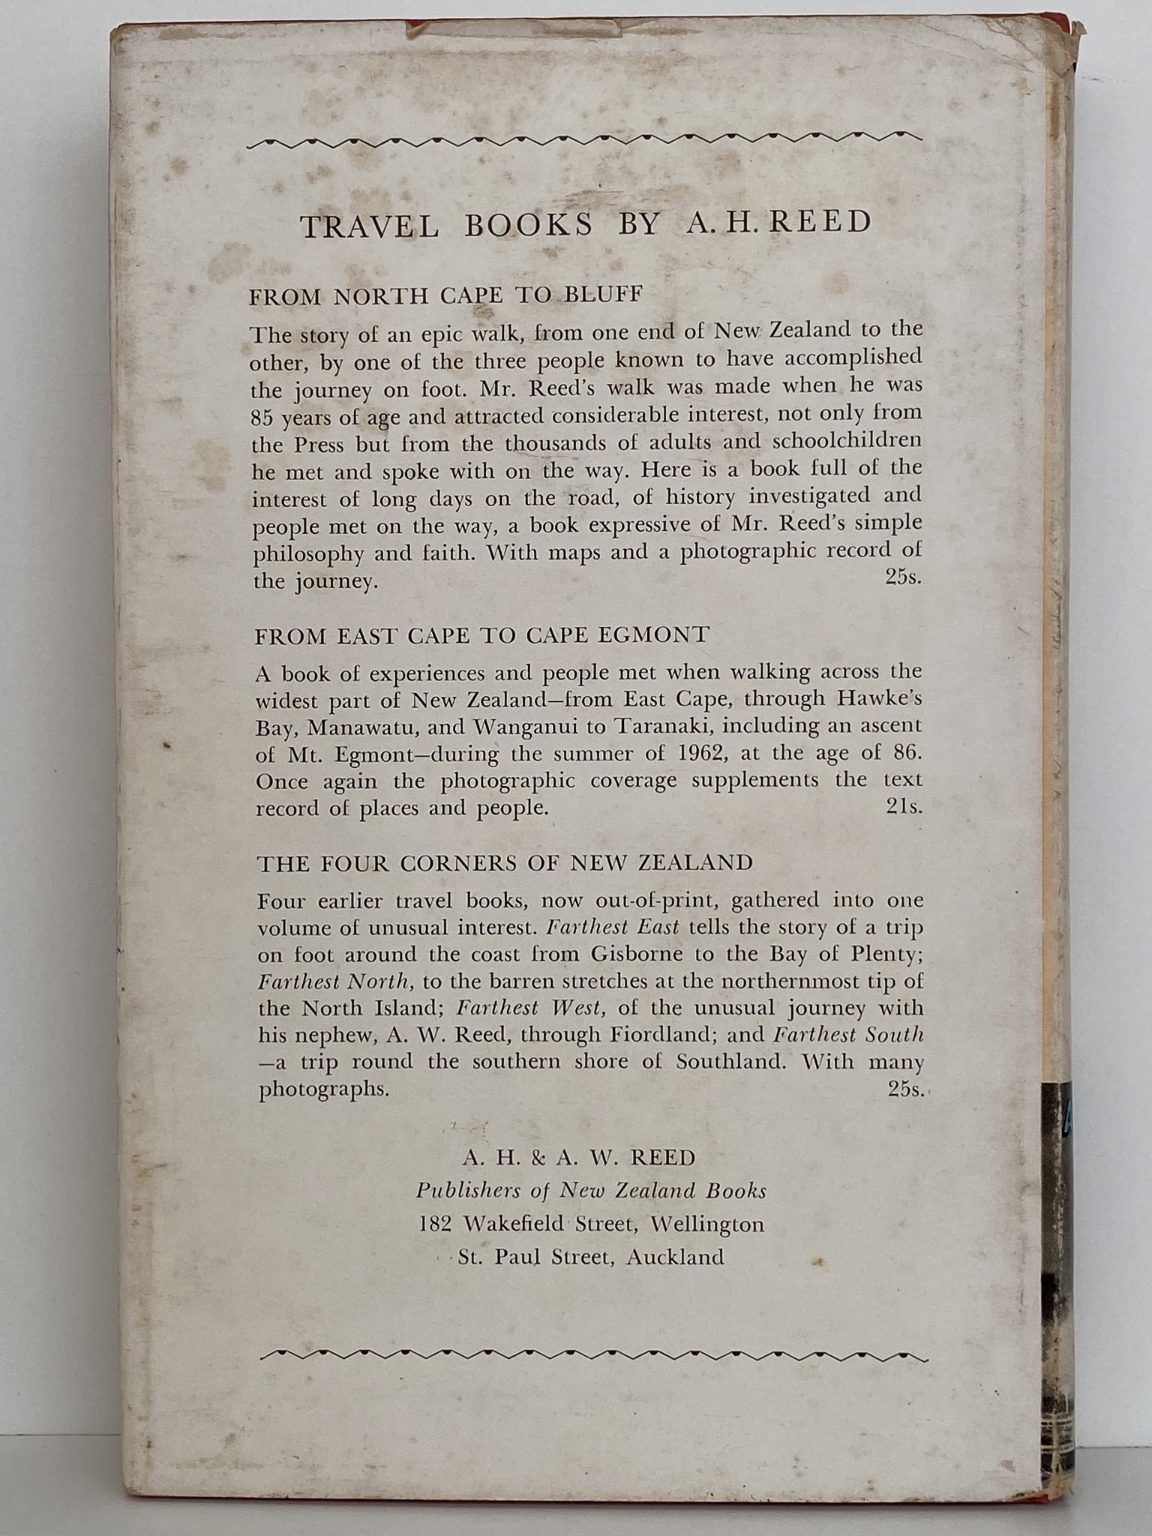 TRAVEL BOOKS BY A. H. REED
FROM NORTH CAPE TO BLUFF
The story of an epic walk, from one end of New Zealand to the
other, by one of the three people known to have accomplished
the journey on foot. Mr. Reed's walk was made when he was
85 years of age and attracted considerable interest, not only from
the Press but from the thousands of adults and schoolchildren
he met and spoke with on the way. Here is a book full of the
interest of long days on the road, of history investigated and
people met on the way, a book expressive of Mr. Reed's simple
philosophy and faith. With maps and a photographic record of
the journey. 25s.
FROM EAST CAPE TO CAPE EGMONT
A book of experiences and people met when walking across the
widest part of New Zealand—from East Cape, through Hawke's
Bay, Manawatu, and Wanganui to Taranaki, including an ascent
of Mt. Egmont—during the summer of 1962, at the age of 86.
Once again the photographic coverage supplements the text
record of places and people. 21s.
THE FOUR CORNERS OF NEW ZEALAND
Four earlier travel books, now out-of-print, gathered into one
volume of unusual interest. Farthest East tells the story of a trip
on foot around the coast from Gisborne to the Bay of Plenty;
Farthest North, to the barren stretches at the northernmost tip of
the North Island; Farthest West, of the unusual journey with
his nephew, A. W. Reed, through Fiordland; and Farthest South
—a trip round the southern shore of Southland. With many
photographs. 25s.
A. H. & A. W. REED
Publishers of New Zealand Books
182 Wakefield Street, Wellington
St. Paul Street, Auckland